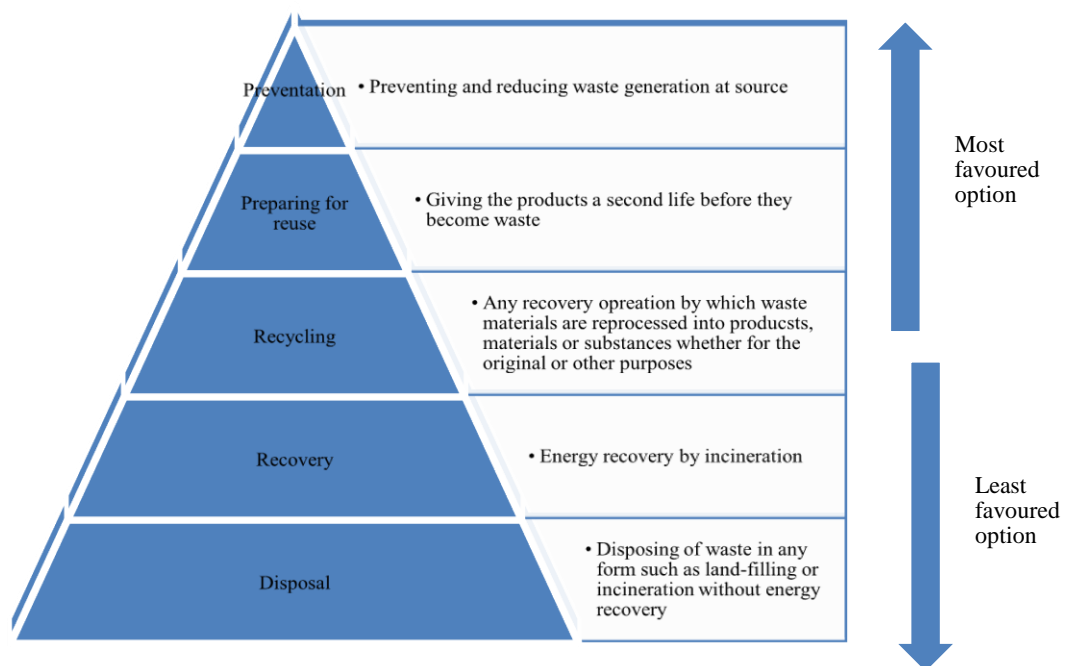 Preventation
• Preventing and reducing waste generation at source
Most
favoured
option
Preparing for
reuse
• Giving the products a second life before they
become waste
Recycling
• Any recovery opreation by which waste
materials are reprocessed into producsts,
materials or substances whether for the
original or other purposes
Recovery
• Energy recovery by incineration
Least
favoured
option
Disposal
• Disposing of waste in any
form such as land-filling or
incineration without energy
recovery